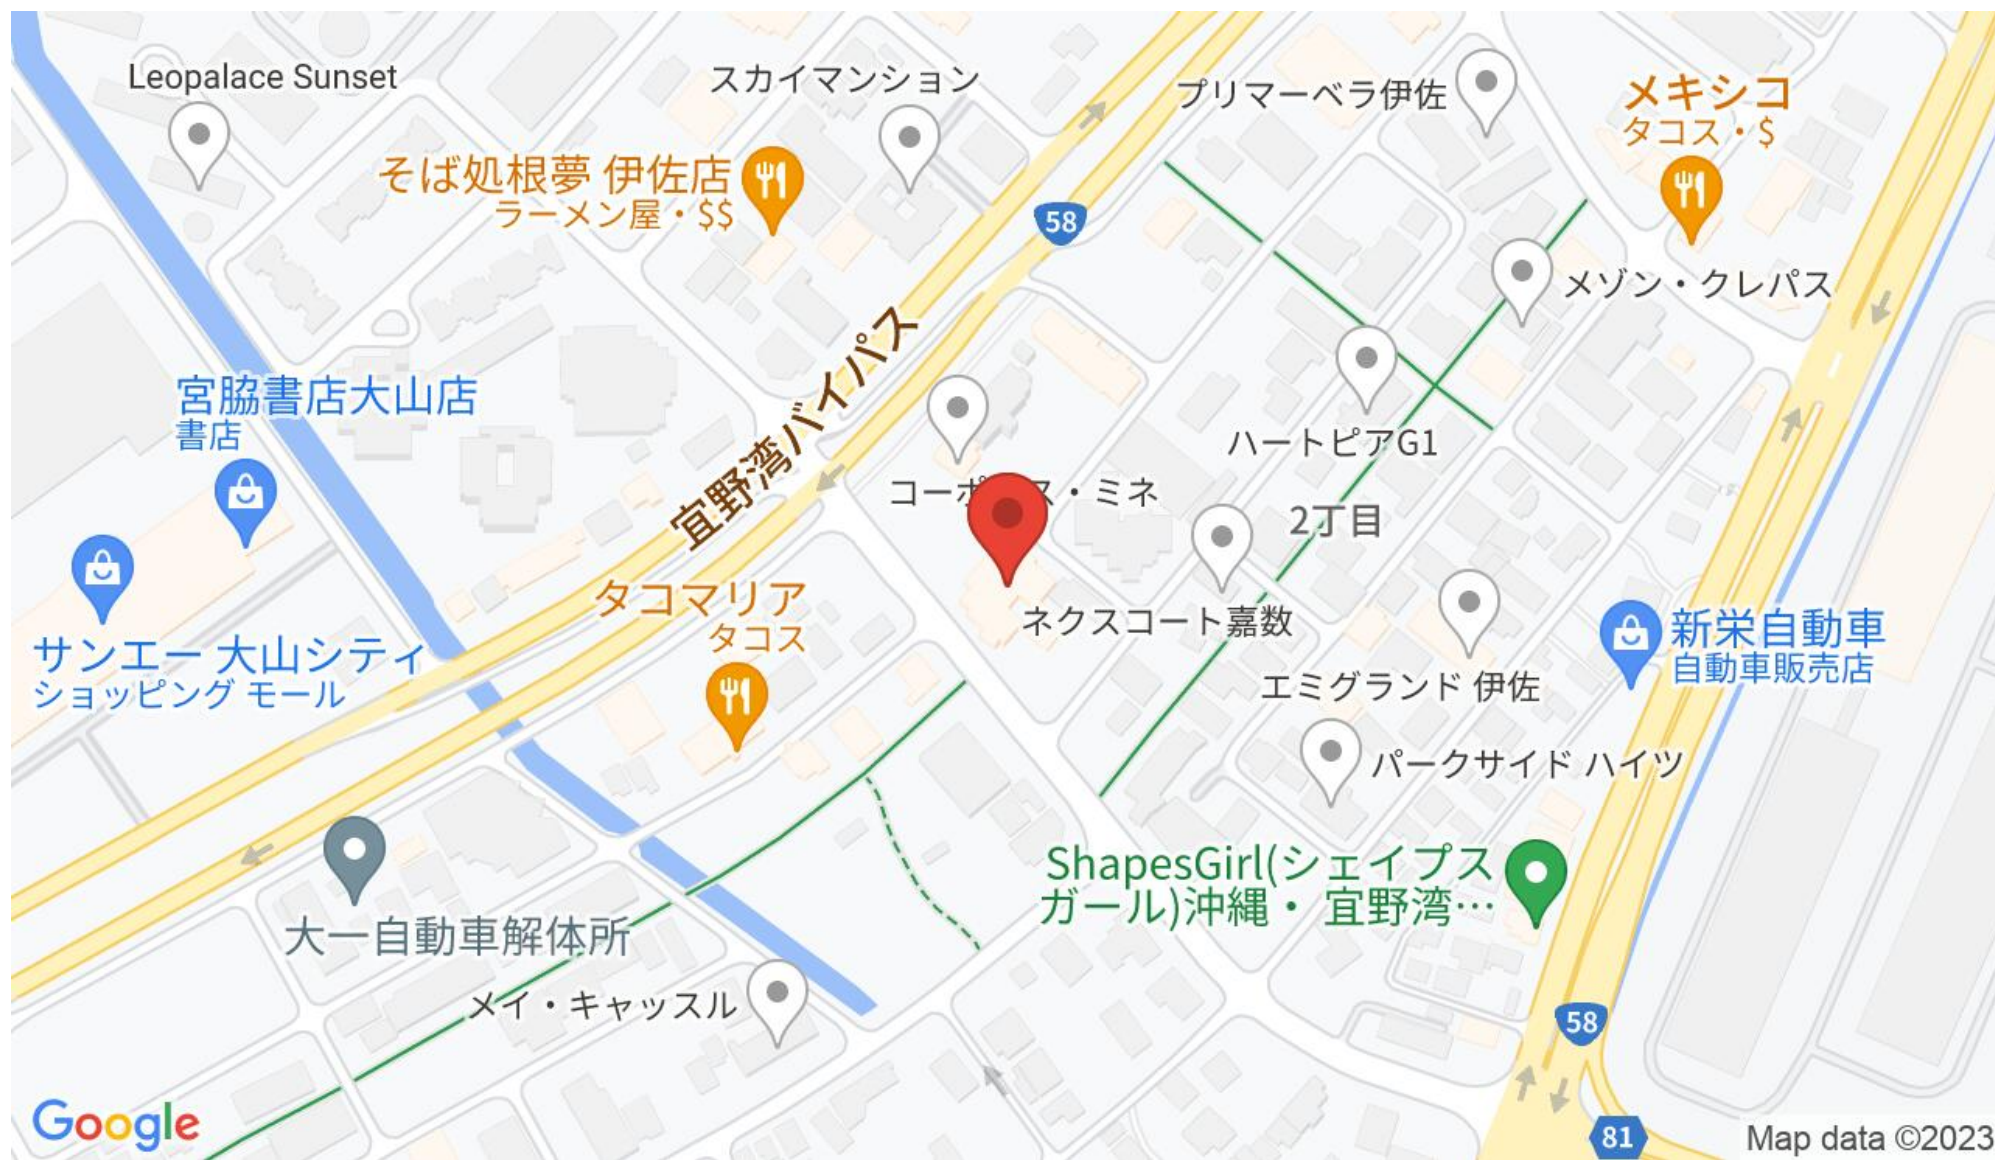 Leopalace Sunset
スカイマンション
プリマーベラ伊佐
メキシコ
タコス・$
そば処根夢 伊佐店
ラーメン屋・$$
58
メゾン・クレパス
宜野湾バイパス
宮脇書店大山店
書店
ハートピアG1
コーポ
ス・ミネ
2丁目
タコマリア
タコス
ネクスコート嘉数
サンエー 大山シティ
ショッピング モール
新栄自動車
自動車販売店
エミグランド 伊佐
パークサイド ハイツ
ShapesGirl(シェイプス
ガール)沖縄・ 宜野湾…
大一自動車解体所
メイ・キャッスル
58
Google
81
Map data ©2023